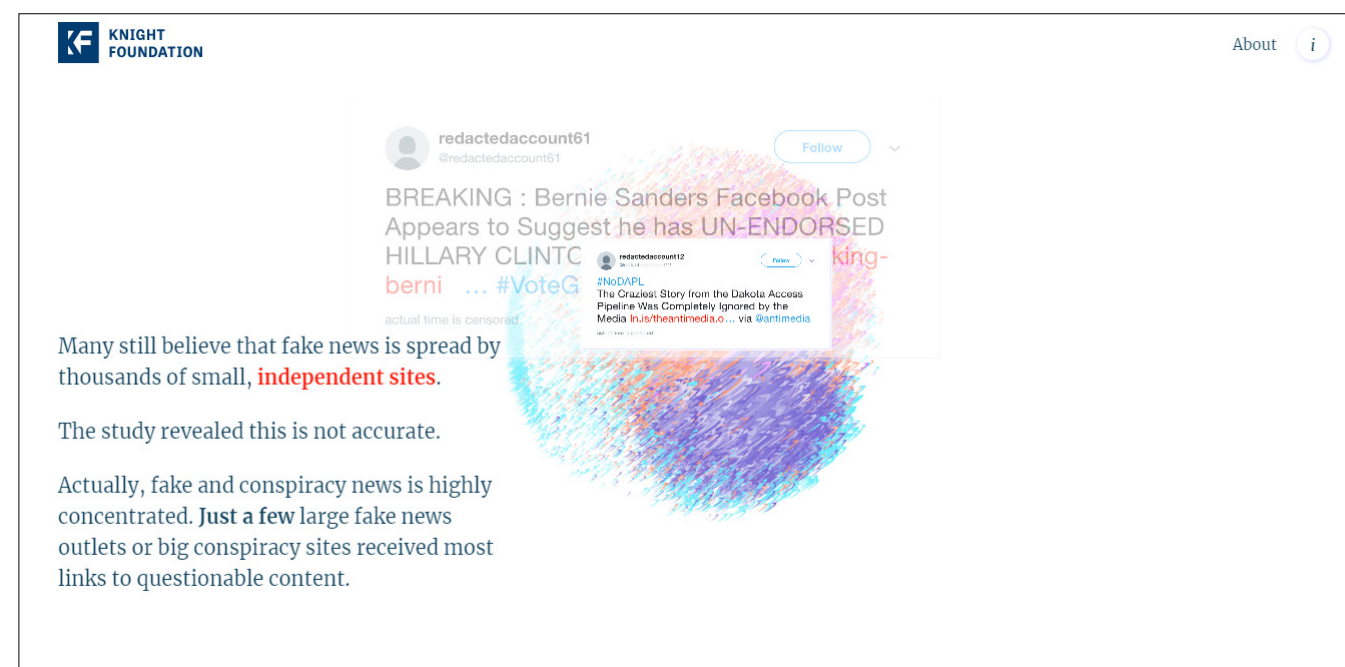 KNIGHT
FOUNDATION
About
i
redactedaccount61
@redactedaccount61
Follow
BREAKING : Bernie Sanders Facebook Post
Appears to Suggest he has UN-ENDORSED
HILLARY CLINTC
king-
berni ... #VoteG
actual time is censored
redactedaccount12
Follow
#NoDAPL
The Craziest Story from the Dakota Access
Pipeline Was Completely Ignored by the
Media ln.is/theantimedia.o... via @antimedia
Many still believe that fake news is spread by
thousands of small, independent sites.
The study revealed this is not accurate.
Actually, fake and conspiracy news is highly
concentrated. Just a few large fake news
outlets or big conspiracy sites received most
links to questionable content.